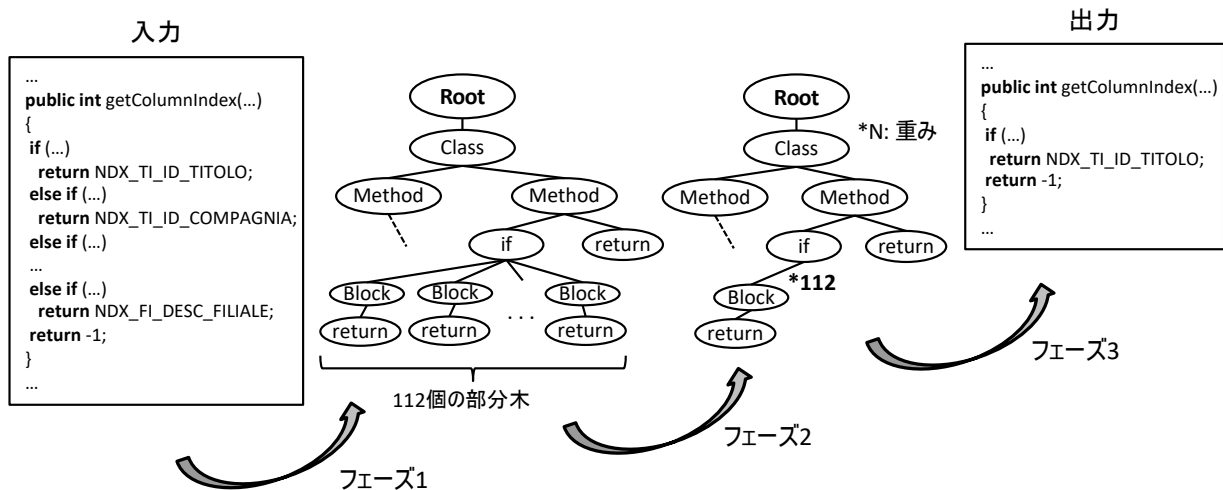 入力
…
public int getColumnIndex(…)
{
if (…)
return NDX_TI_ID_TITOLO;
else if (…)
return NDX_TI_ID_COMPAGNIA;
else if (…)
…
else if (…)
return NDX_FI_DESC_FILIALE;
return -1;
}
…
Root
Class
Method
Method
if
return
Block
Block
Block
return
return
. . .
return
112個の部分木
フェーズ1
Root
*N: 重み
Class
Method
Method
if
return
*112
Block
return
フェーズ2
出力
…
public int getColumnIndex(…)
{
if (…)
return NDX_TI_ID_TITOLO;
return -1;
}
…
フェーズ3